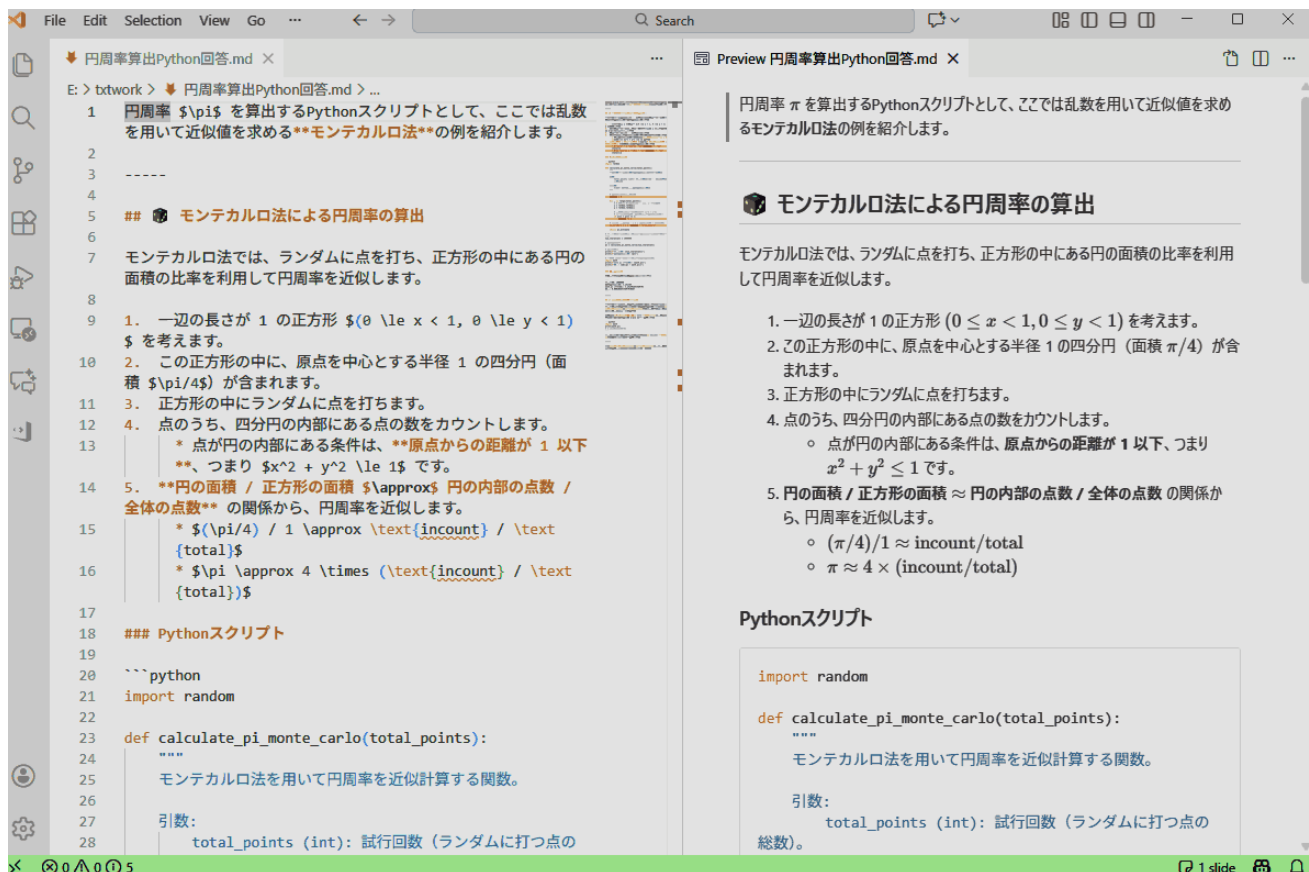 File Edit Selection View Go ··· ← → Search
円周率算出Python回答.md ×
E: > txtwork > 円周率算出Python回答.md > ...
1 円周率 $\pi$ を算出するPythonスクリプトとして、ここでは乱数
を用いて近似値を求める**モンテカルロ法**の例を紹介します。
2
3 -----
4
5 ## 🎲 モンテカルロ法による円周率の算出
6
7 モンテカルロ法では、ランダムに点を打ち、正方形の中にある円の
面積の比率を利用して円周率を近似します。
8
9 1. 一辺の長さが 1 の正方形 $(0 \le x < 1, 0 \le y < 1)
$ を考えます。
10 2. この正方形の中に、原点を中心とする半径 1 の四分円（面
積 $\pi/4$）が含まれます。
11 3. 正方形の中にランダムに点を打ちます。
12 4. 点のうち、四分円の内部にある点の数をカウントします。
13 * 点が円の内部にある条件は、**原点からの距離が 1 以下
**、つまり $x^2 + y^2 \le 1$ です。
14 5. **円の面積 / 正方形の面積 $\approx$ 円の内部の点数 /
全体の点数** の関係から、円周率を近似します。
15 * $(\pi/4) / 1 \approx \text{incount} / \text
{total}$
16 * $\pi \approx 4 \times (\text{incount} / \text
{total})$
17
18 ### Pythonスクリプト
19
20 ```python
21 import random
22
23 def calculate_pi_monte_carlo(total_points):
24 """
25 モンテカルロ法を用いて円周率を近似計算する関数。
26
27 引数:
28 total_points (int): 試行回数（ランダムに打つ点の
Preview 円周率算出Python回答.md ×
円周率 π を算出するPythonスクリプトとして、ここでは乱数を用いて近似値を求め
るモンテカルロ法の例を紹介します。
🎲 モンテカルロ法による円周率の算出
モンテカルロ法では、ランダムに点を打ち、正方形の中にある円の面積の比率を利用
して円周率を近似します。
1. 一辺の長さが 1 の正方形 (0 ≤ x < 1, 0 ≤ y < 1) を考えます。
2. この正方形の中に、原点を中心とする半径 1 の四分円（面積 π/4）が含
まれます。
3. 正方形の中にランダムに点を打ちます。
4. 点のうち、四分円の内部にある点の数をカウントします。
○ 点が円の内部にある条件は、原点からの距離が 1 以下、つまり
x² + y² ≤ 1 です。
5. 円の面積 / 正方形の面積 ≈ 円の内部の点数 / 全体の点数 の関係か
ら、円周率を近似します。
○ (π/4)/1 ≈ incount/total
○ π ≈ 4 × (incount/total)
Pythonスクリプト
import random
def calculate_pi_monte_carlo(total_points):
"""
モンテカルロ法を用いて円周率を近似計算する関数。
引数:
total_points (int): 試行回数（ランダムに打つ点の
総数）。
0 0 5 1 slide